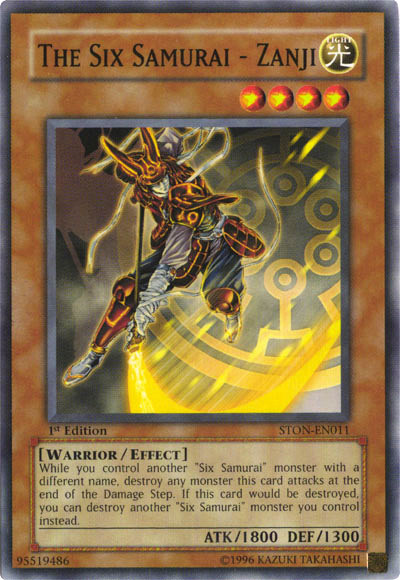 THE SIX SAMURAI - ZANJI
LIGHT
光
1st Edition
STON-EN011
[WARRIOR/EFFECT]
While you control another "Six Samurai" monster with a
different name, destroy any monster this card attacks at the
end of the Damage Step. If this card would be destroyed,
you can destroy another "Six Samurai" monster you control
instead.
ATK/1800 DEF/1300
95519486
©1996 KAZUKI TAKAHASHI